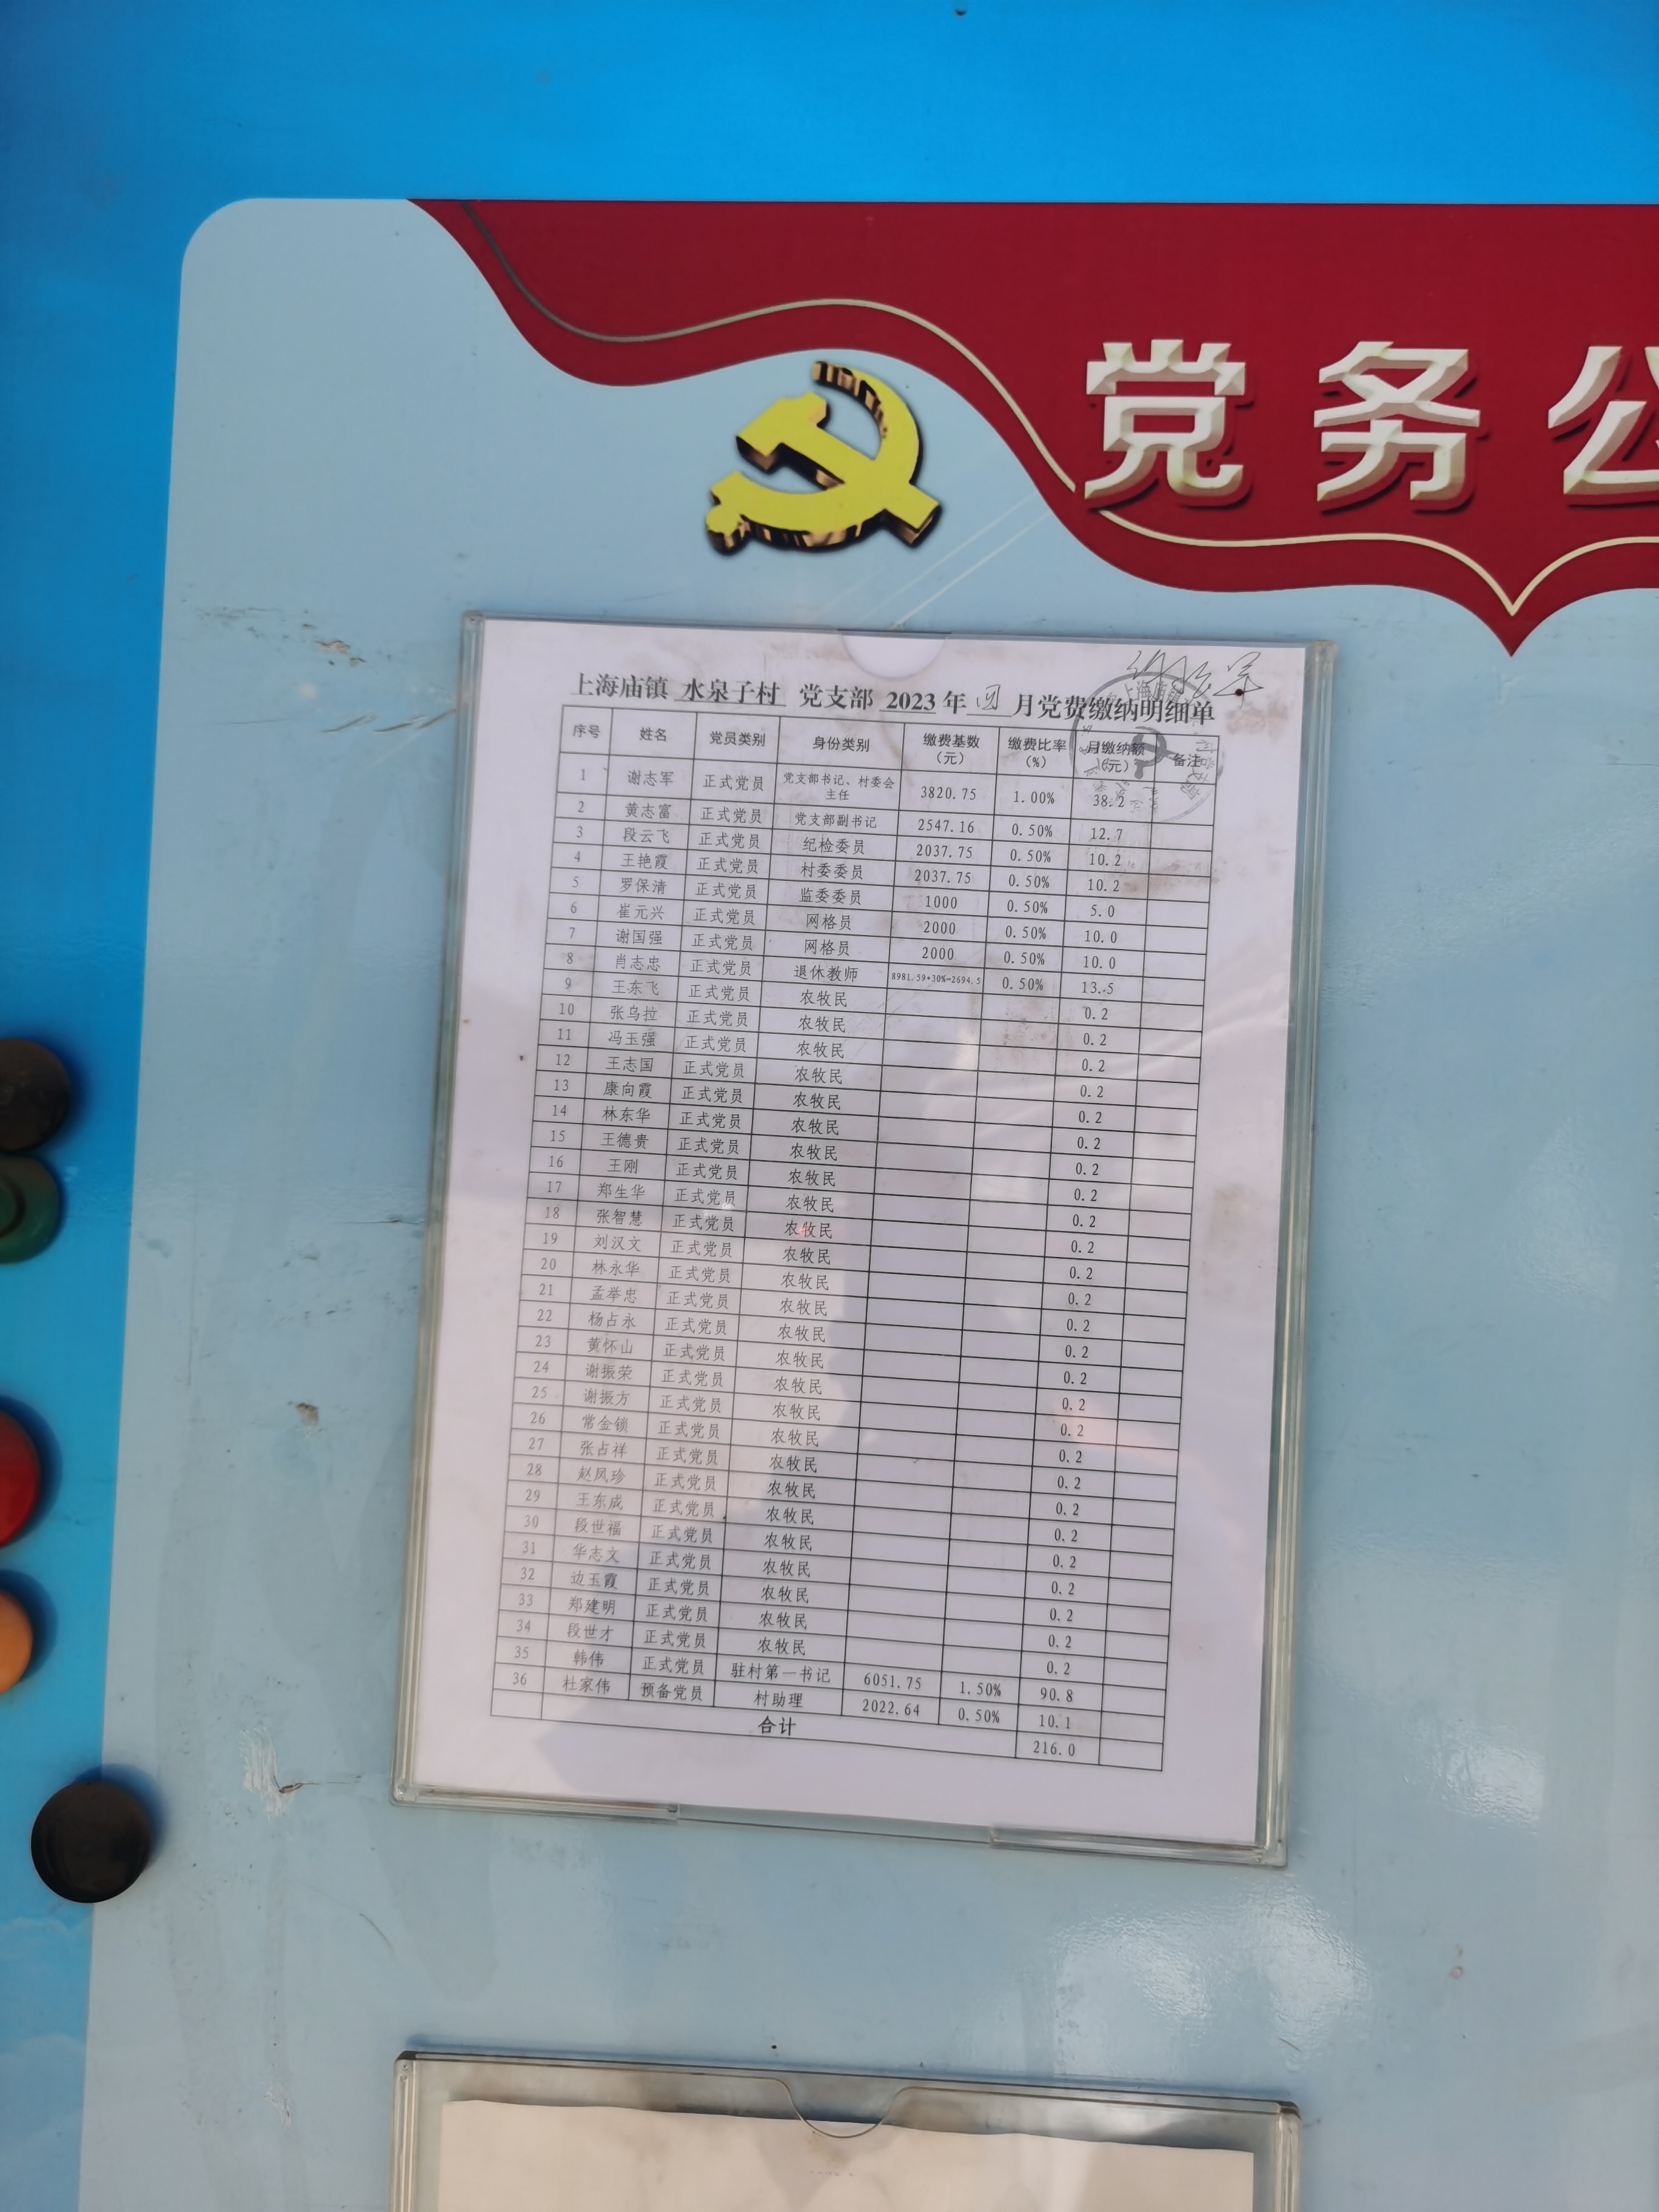 党务公
上海庙镇 水泉子村 党支部 2023 年 四 月党费缴纳明细单
序号 姓名 党员类别 身份类别 缴费基数（元） 缴费比率（%） 月缴纳额（元） 备注
1 谢志军 正式党员 党支部书记、村委会主任 3820.75 1.00% 38.2
2 黄志富 正式党员 党支部副书记 2547.16 0.50% 12.7
3 段云飞 正式党员 纪检委员 2037.75 0.50% 10.2
4 王艳霞 正式党员 村委委员 2037.75 0.50% 10.2
5 罗保清 正式党员 监委委员 1000 0.50% 5.0
6 崔元兴 正式党员 网格员 2000 0.50% 10.0
7 谢国强 正式党员 网格员 2000 0.50% 10.0
8 肖志忠 正式党员 退休教师 8981.59*30%=2694.5 0.50% 13.5
9 王东飞 正式党员 农牧民 0.2
10 张乌拉 正式党员 农牧民 0.2
11 冯玉强 正式党员 农牧民 0.2
12 王志国 正式党员 农牧民 0.2
13 康向霞 正式党员 农牧民 0.2
14 林东华 正式党员 农牧民 0.2
15 王德贵 正式党员 农牧民 0.2
16 王刚 正式党员 农牧民 0.2
17 郑生华 正式党员 农牧民 0.2
18 张智慧 正式党员 农牧民 0.2
19 刘汉文 正式党员 农牧民 0.2
20 林永华 正式党员 农牧民 0.2
21 孟举忠 正式党员 农牧民 0.2
22 杨占永 正式党员 农牧民 0.2
23 黄怀山 正式党员 农牧民 0.2
24 谢振荣 正式党员 农牧民 0.2
25 谢振方 正式党员 农牧民 0.2
26 常金锁 正式党员 农牧民 0.2
27 张占祥 正式党员 农牧民 0.2
28 赵凤珍 正式党员 农牧民 0.2
29 王东成 正式党员 农牧民 0.2
30 段世福 正式党员 农牧民 0.2
31 华志文 正式党员 农牧民 0.2
32 边玉霞 正式党员 农牧民 0.2
33 郑建明 正式党员 农牧民 0.2
34 段世才 正式党员 农牧民 0.2
35 韩伟 正式党员 驻村第一书记 6051.75 1.50% 90.8
36 杜家伟 预备党员 村助理 2022.64 0.50% 10.1
合计 216.0